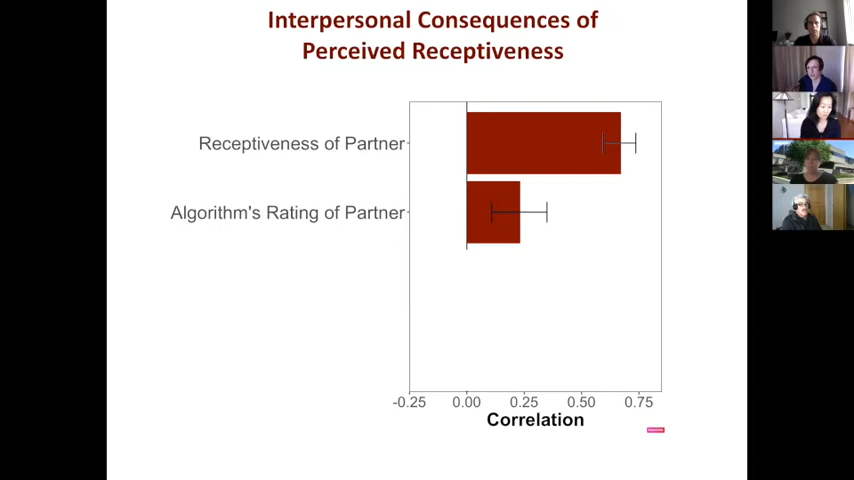 Interpersonal Consequences of
Perceived Receptiveness
Receptiveness of Partner
Algorithm's Rating of Partner
-0.25 0.00 0.25 0.50 0.75
Correlation